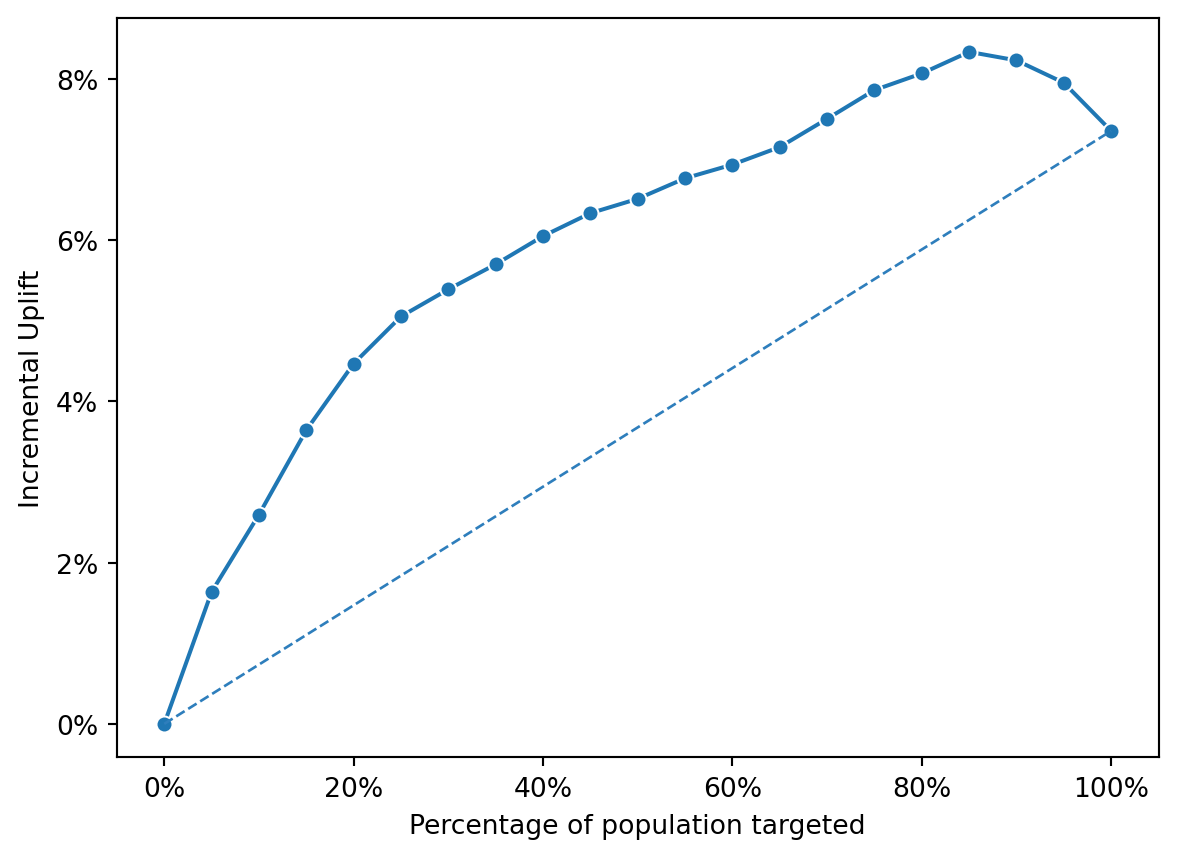 8%
6%
4%
2%
0%
Incremental Uplift
0% 20% 40% 60% 80% 100%
Percentage of population targeted